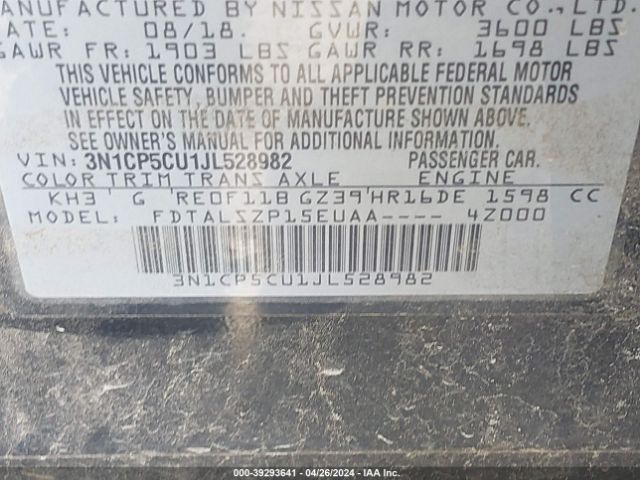 MANUFACTURED BY NISSAN MOTOR CO., LTD.
DATE: 08/18. GVWR: 3600 LBS
GAWR FR: 1903 LBS GAWR RR: 1698 LBS
THIS VEHICLE CONFORMS TO ALL APPLICABLE FEDERAL MOTOR
VEHICLE SAFETY, BUMPER AND THEFT PREVENTION STANDARDS
IN EFFECT ON THE DATE OF MANUFACTURE SHOWN ABOVE.
SEE OWNER'S MANUAL FOR ADDITIONAL INFORMATION.
VIN: 3N1CP5CU1JL528982 PASSENGER CAR.
COLOR TRIM TRANS AXLE ENGINE
KH3 G RE0F11B GZ39 HR16DE 1598 CC
MODEL: FDTALSZP15EUAA---- 4Z000
3N1CP5CU1JL528982
000-39293641 | 04/26/2024 | IAA Inc.